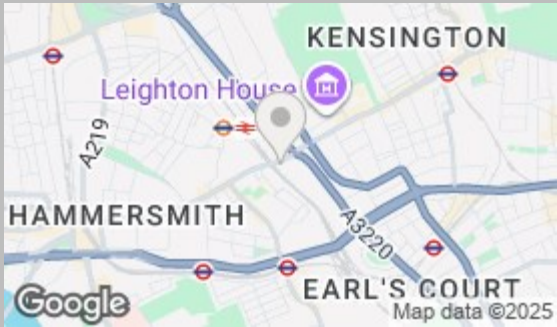 KENSINGTON
Leighton House
A219
HAMMERSMITH
A3220
EARL'S COURT
Google
Map data ©2025